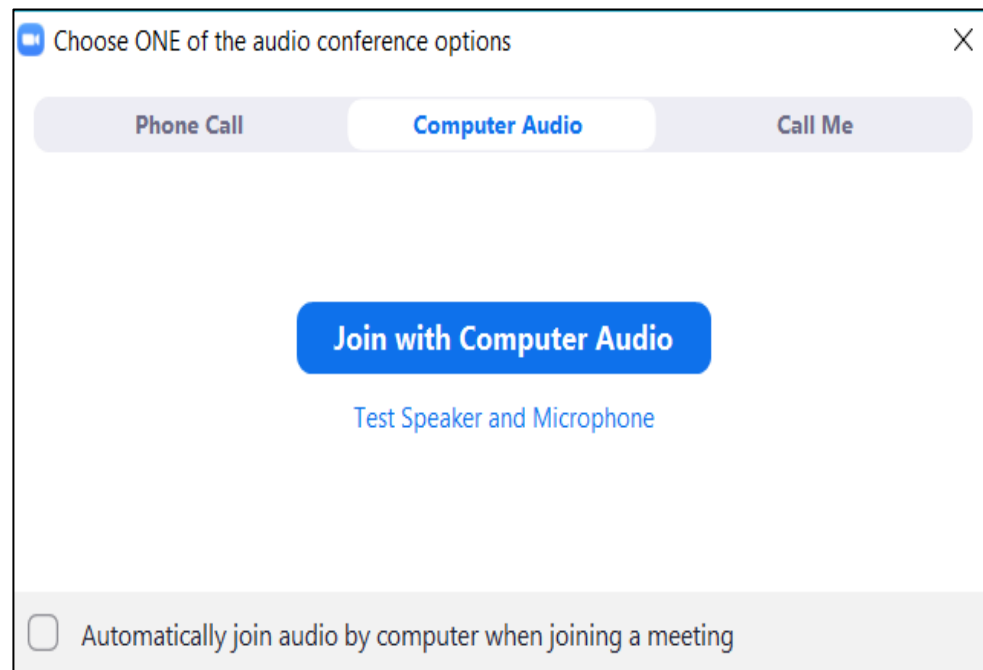 Choose ONE of the audio conference options
Phone Call Computer Audio Call Me
Join with Computer Audio
Test Speaker and Microphone
Automatically join audio by computer when joining a meeting